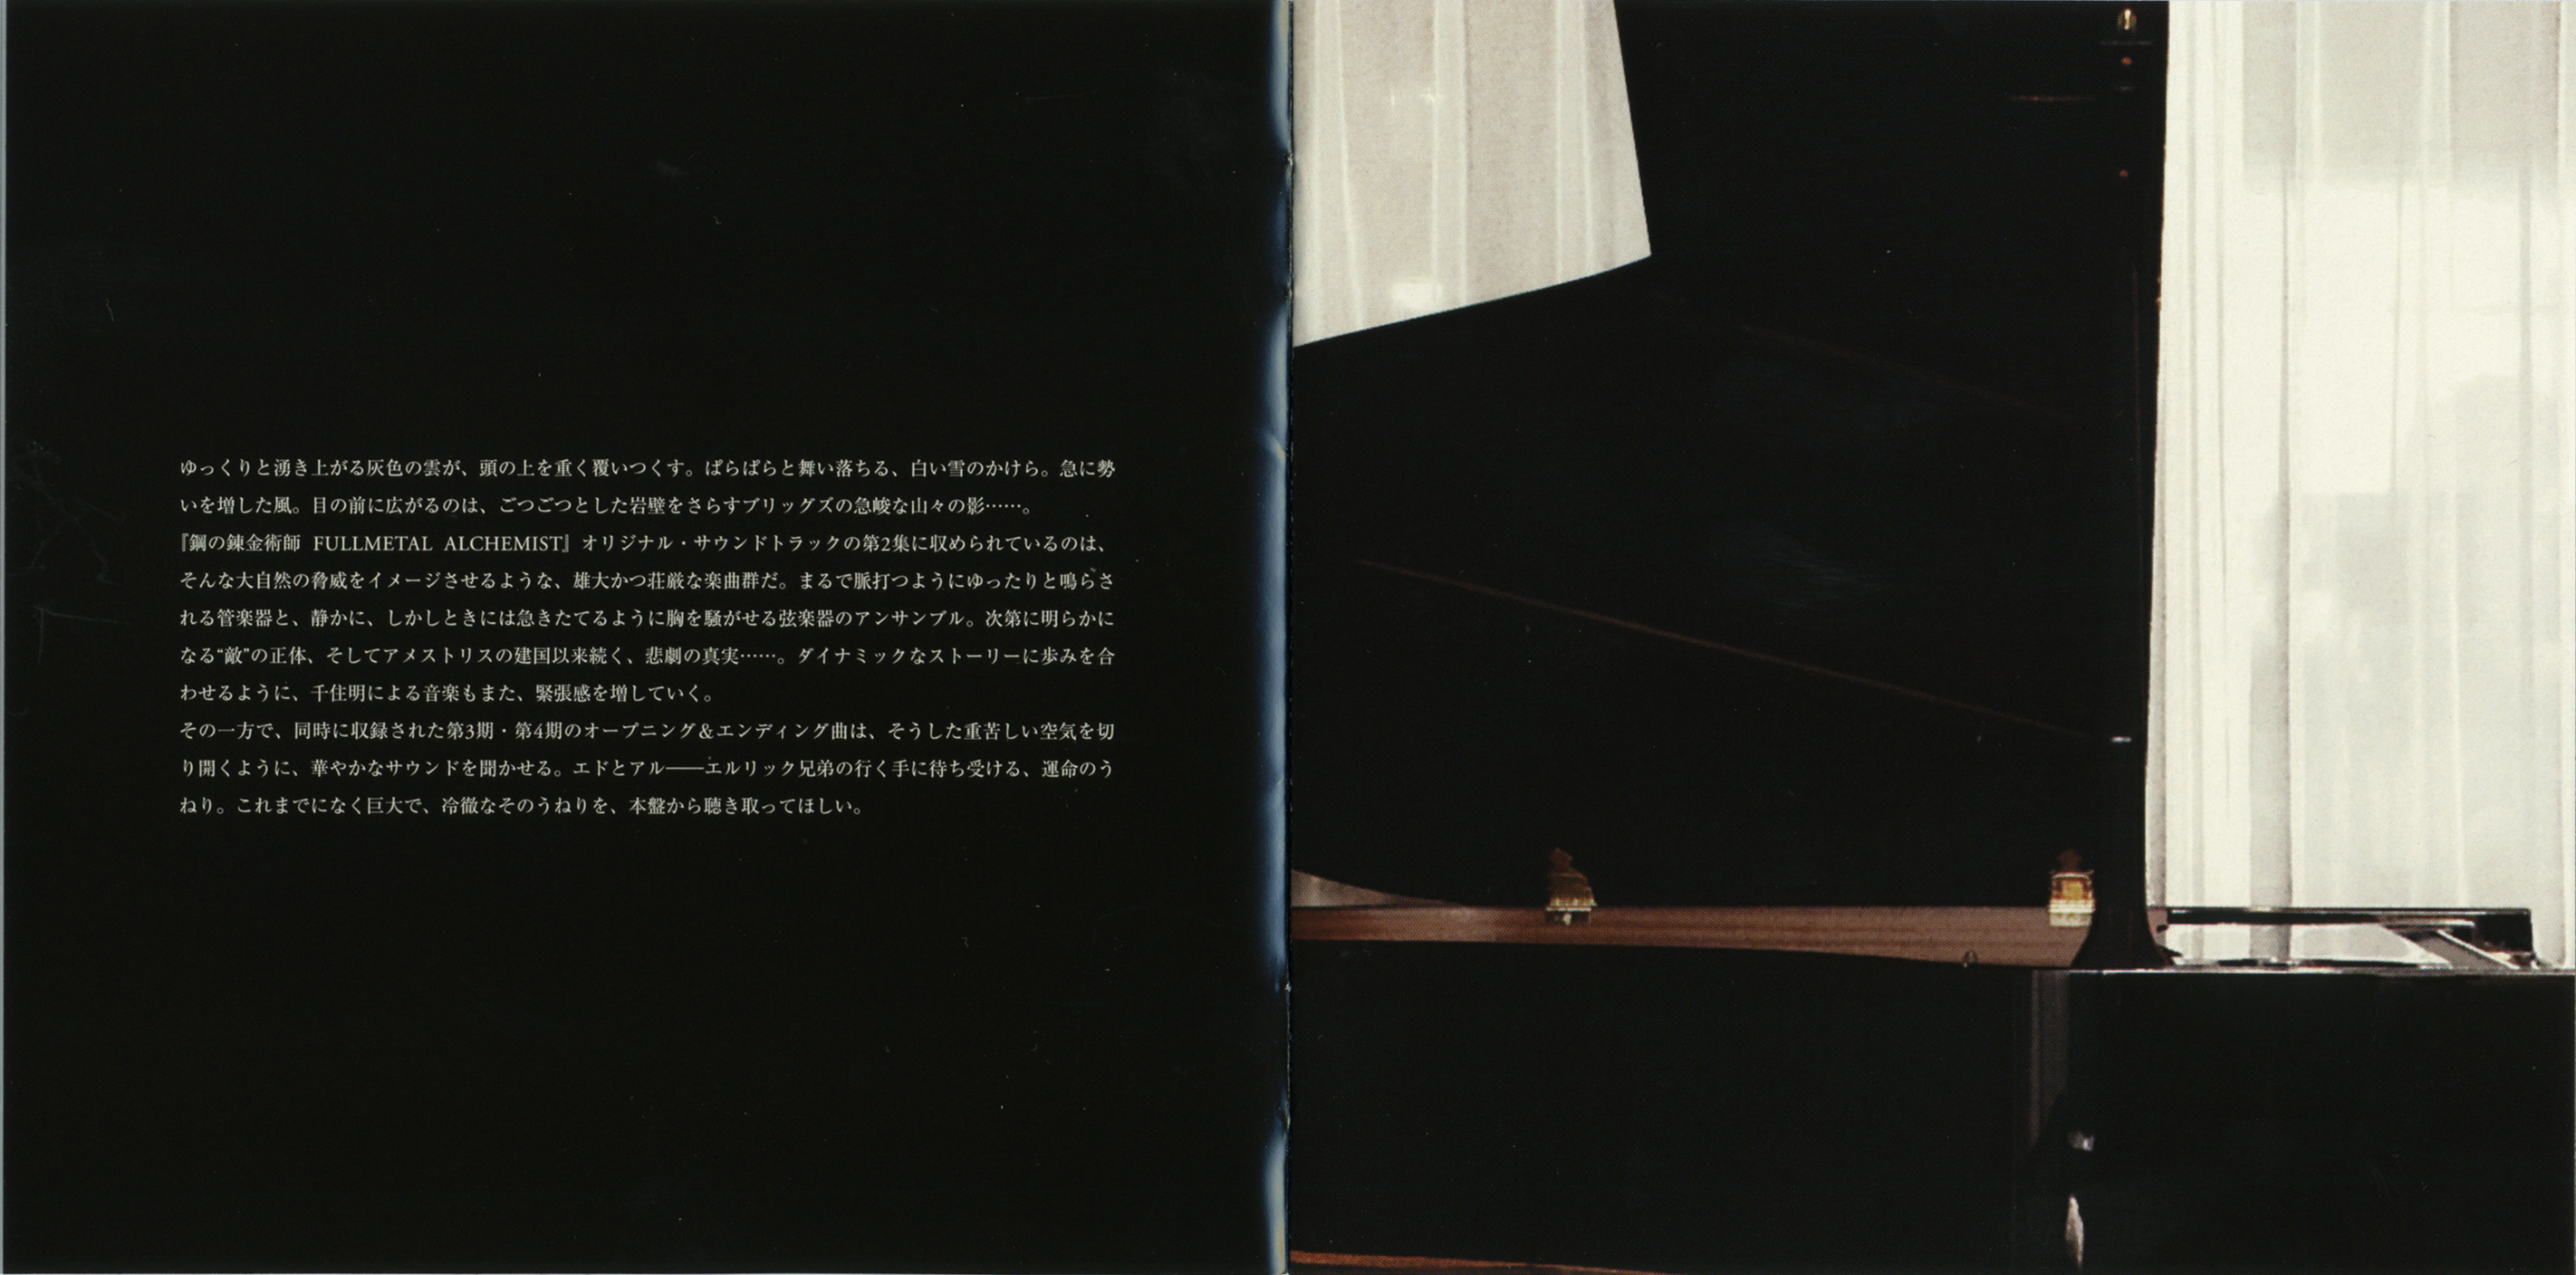 ゆっくりと湧き上がる灰色の雲が、頭の上を重く覆いつくす。ぱらぱらと舞い落ちる、白い雪のかけら。急に勢
いを増した風。目の前に広がるのは、ごつごつとした岩壁をさらすブリッグズの急峻な山々の影……。
『鋼の錬金術師 FULLMETAL ALCHEMIST』オリジナル・サウンドトラックの第2集に収められているのは、
そんな大自然の脅威をイメージさせるような、雄大かつ荘厳な楽曲群だ。まるで脈打つようにゆったりと鳴らさ
れる管楽器と、静かに、しかしときには急きたてるように胸を騒がせる弦楽器のアンサンブル。次第に明らかに
なる“敵”の正体、そしてアメストリスの建国以来続く、悲劇の真実……。ダイナミックなストーリーに歩みを合
わせるように、千住明による音楽もまた、緊張感を増していく。
その一方で、同時に収録された第3期・第4期のオープニング＆エンディング曲は、そうした重苦しい空気を切
り開くように、華やかなサウンドを聞かせる。エドとアル――エルリック兄弟の行く手に待ち受ける、運命のう
ねり。これまでになく巨大で、冷徹なそのうねりを、本盤から聴き取ってほしい。